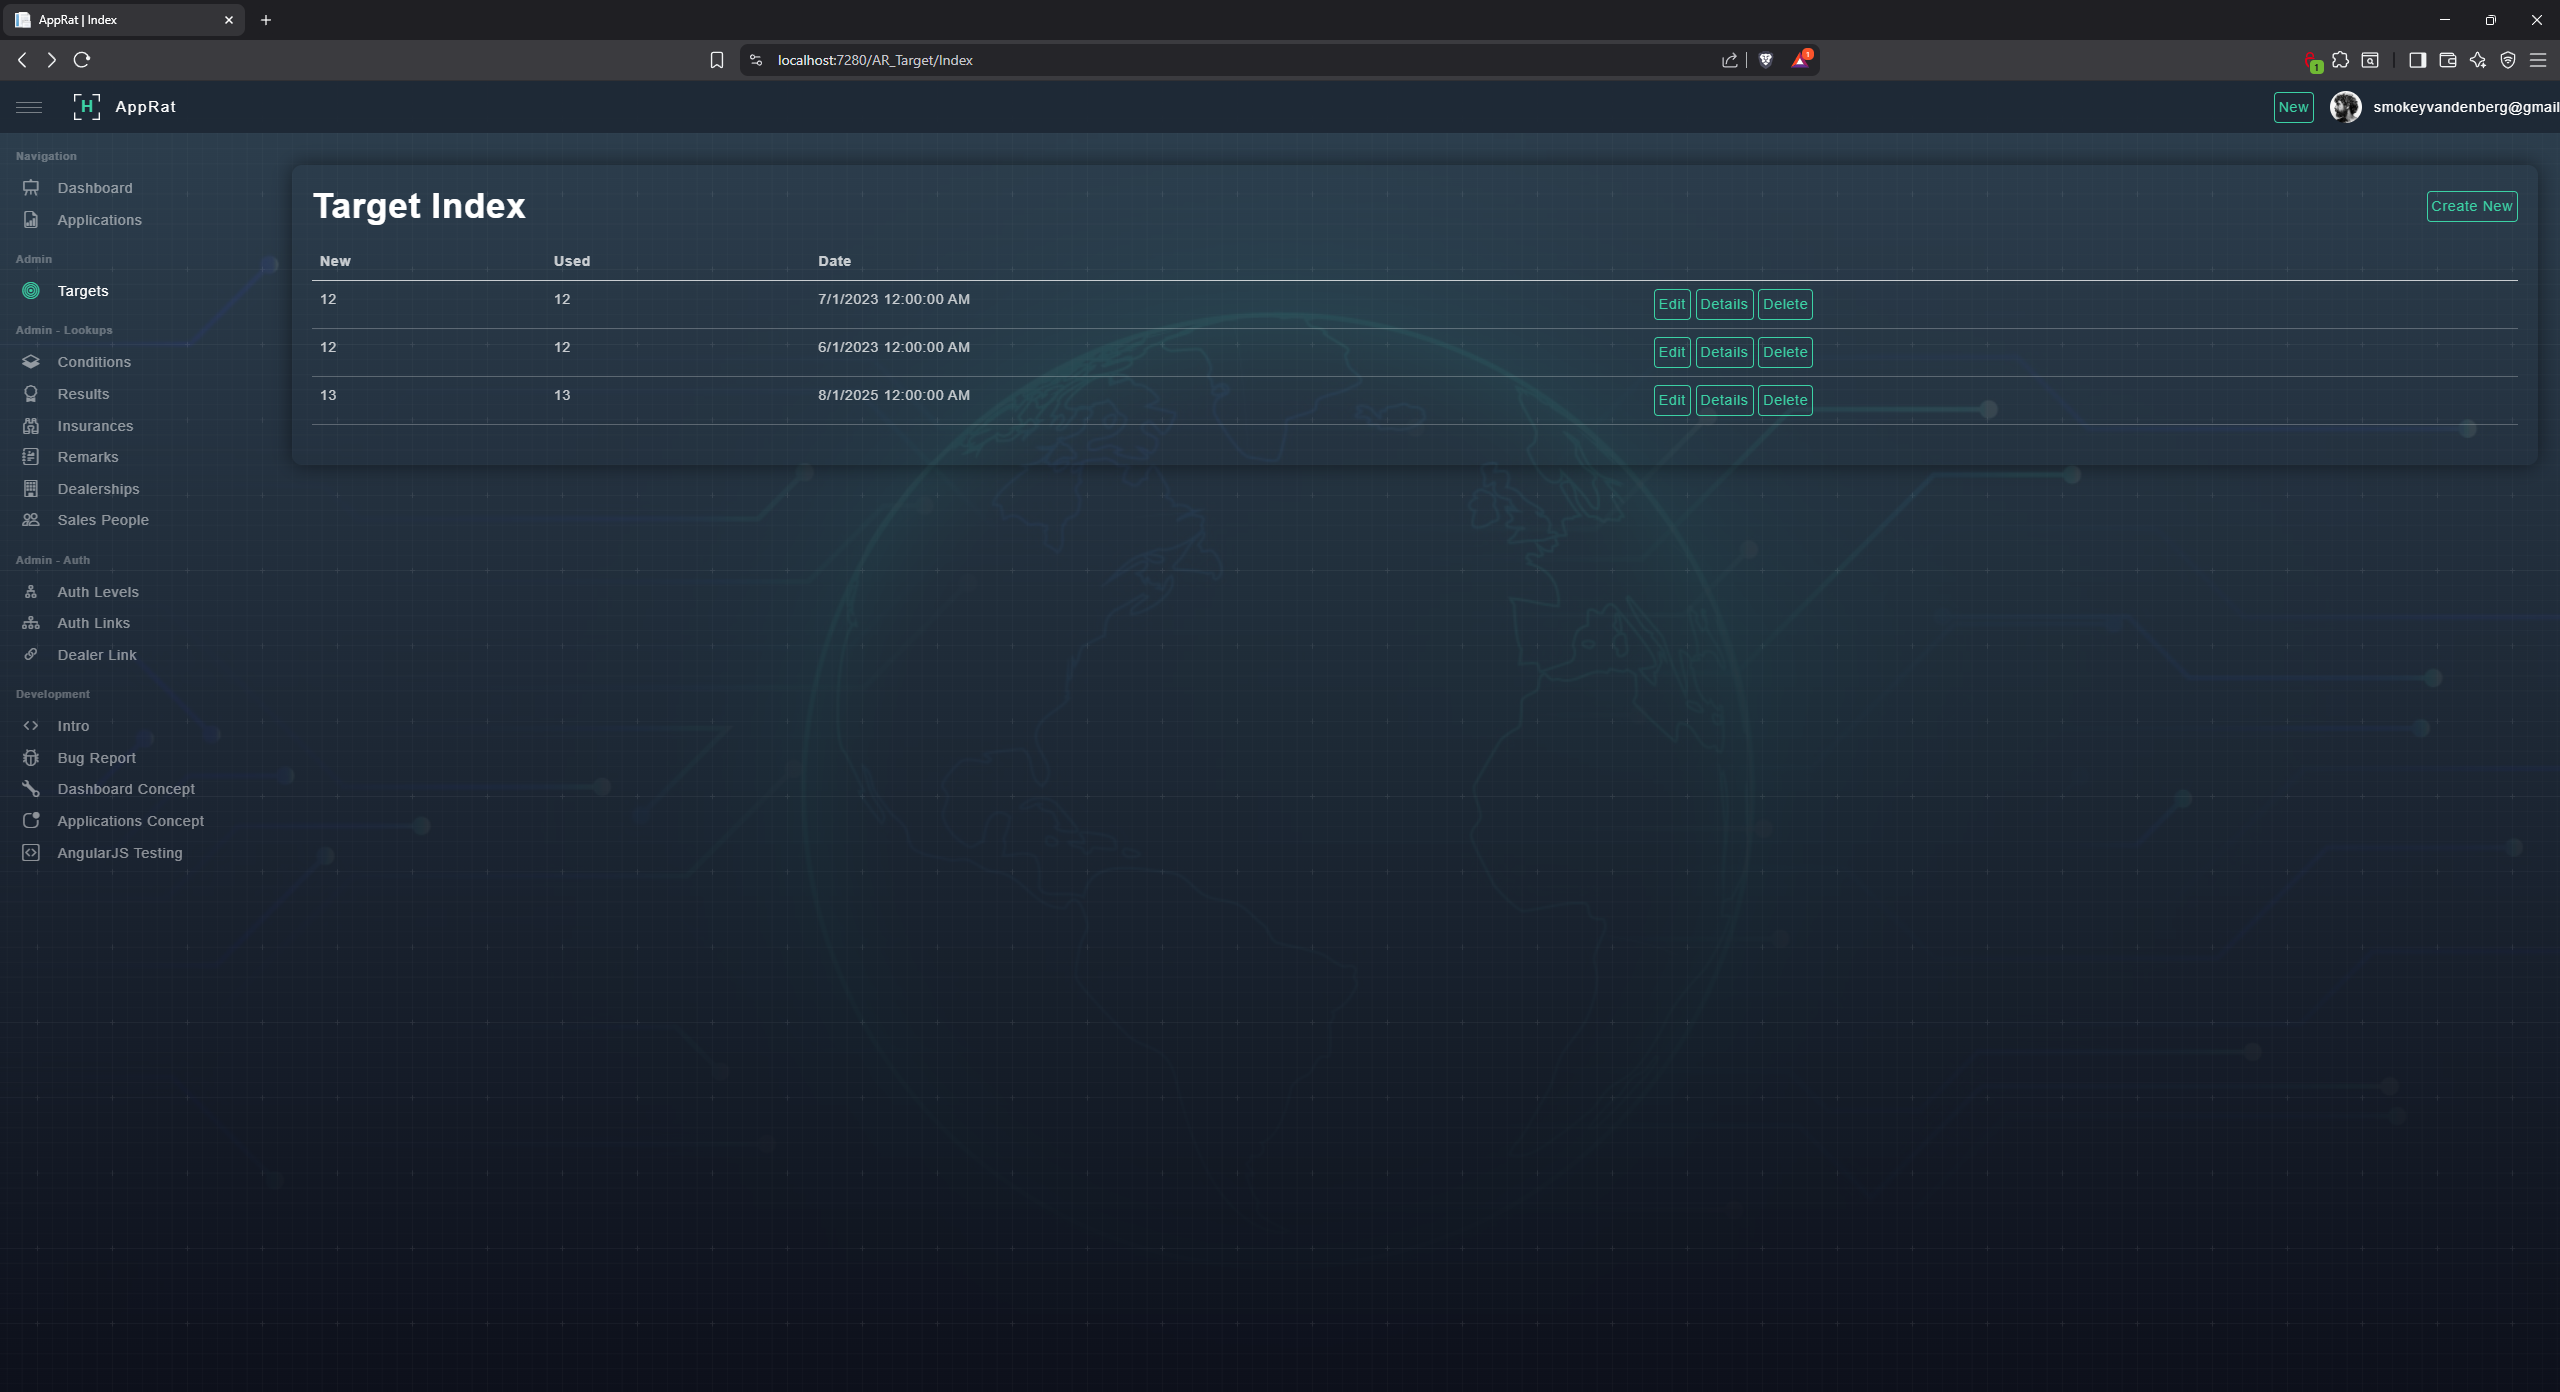 AppRat | Index
localhost:7280/AR_Target/Index
1
1
H AppRat
New
smokeyvandenberg@gmail
Navigation
Dashboard
Applications
Admin
Targets
Admin - Lookups
Conditions
Results
Insurances
Remarks
Dealerships
Sales People
Admin - Auth
Auth Levels
Auth Links
Dealer Link
Development
Intro
Bug Report
Dashboard Concept
Applications Concept
AngularJS Testing
Target Index
Create New
New Used Date
12 12 7/1/2023 12:00:00 AM Edit Details Delete
12 12 6/1/2023 12:00:00 AM Edit Details Delete
13 13 8/1/2025 12:00:00 AM Edit Details Delete